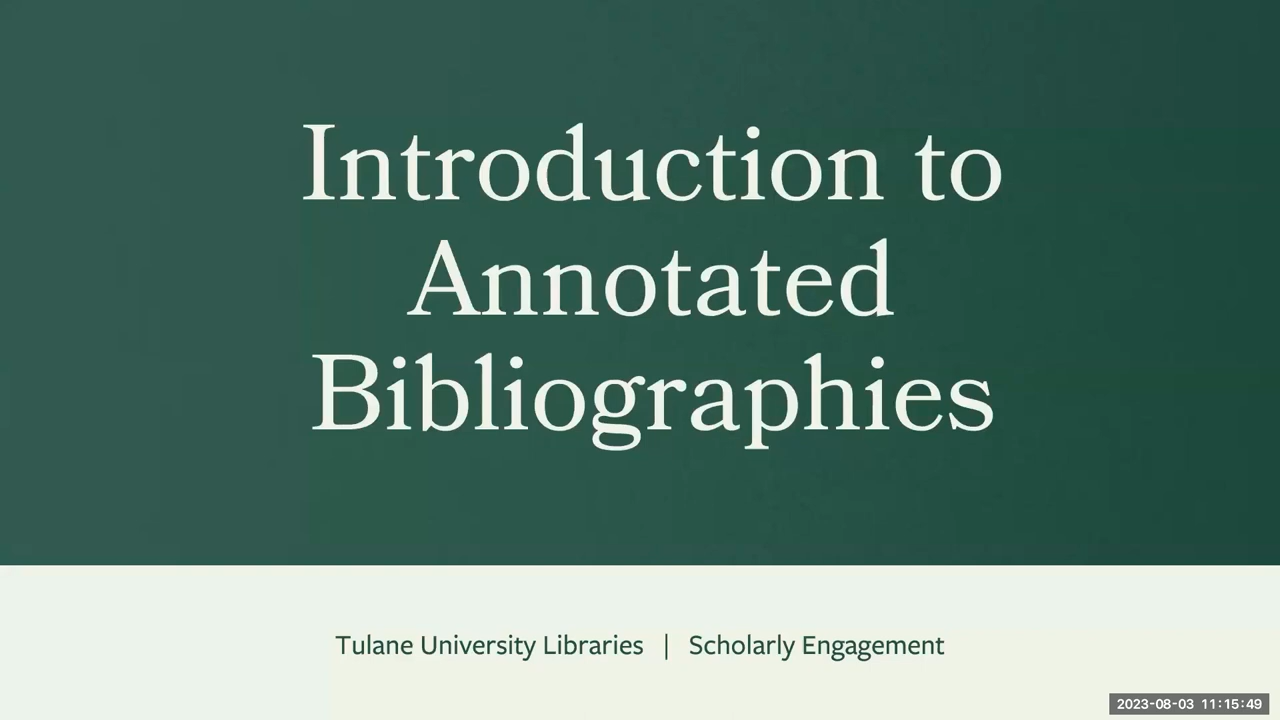 Introduction to
Annotated
Bibliographies
Tulane University Libraries | Scholarly Engagement
2023-08-03 11:15:49